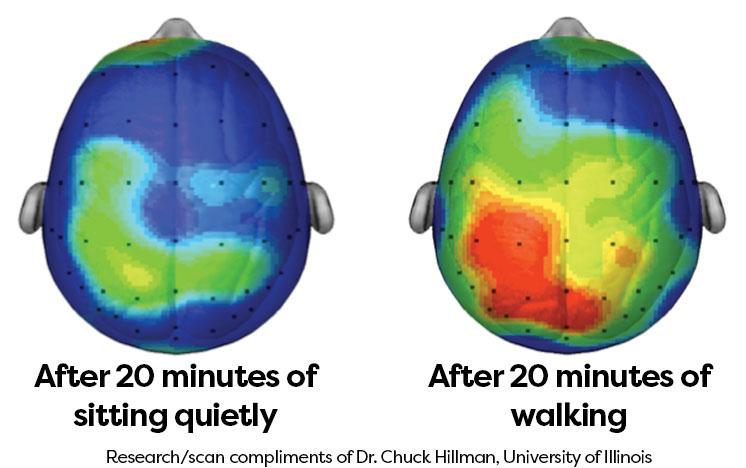 After 20 minutes of
sitting quietly
After 20 minutes of
walking
Research/scan compliments of Dr. Chuck Hillman, University of Illinois